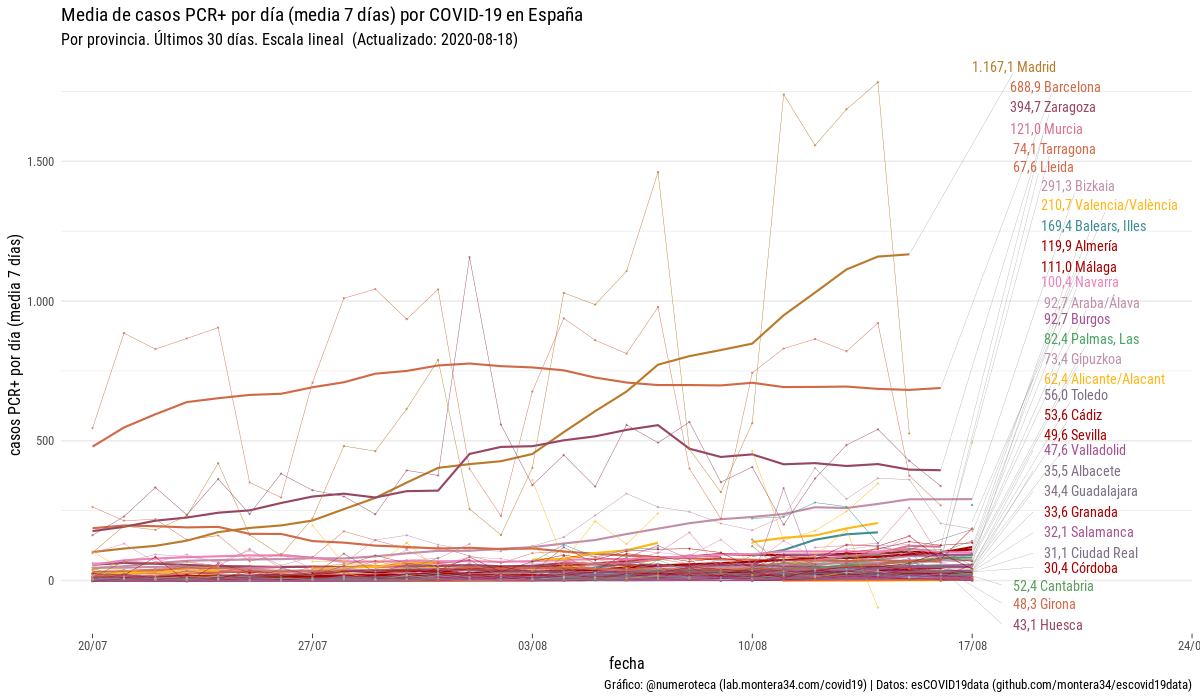 Media de casos PCR+ por día (media 7 días) por COVID-19 en España
Por provincia. Últimos 30 días. Escala lineal (Actualizado: 2020-08-18)
casos PCR+ por día (media 7 días)
1.500
1.000
500
0
1.167,1 Madrid
688,9 Barcelona
394,7 Zaragoza
121,0 Murcia
74,1 Tarragona
67,6 Lleida
291,3 Bizkaia
210,7 Valencia/València
169,4 Balears, Illes
119,9 Almería
111,0 Málaga
100,4 Navarra
92,7 Araba/Álava
92,7 Burgos
82,4 Palmas, Las
73,4 Gipuzkoa
62,4 Alicante/Alacant
56,0 Toledo
53,6 Cádiz
49,6 Sevilla
47,6 Valladolid
35,5 Albacete
34,4 Guadalajara
33,6 Granada
32,1 Salamanca
31,1 Ciudad Real
30,4 Córdoba
52,4 Cantabria
48,3 Girona
43,1 Huesca
20/07 27/07 03/08 10/08 17/08 24/0
fecha
Gráfico: @numeroteca (lab.montera34.com/covid19) | Datos: esCOVID19data (github.com/montera34/escovid19data)